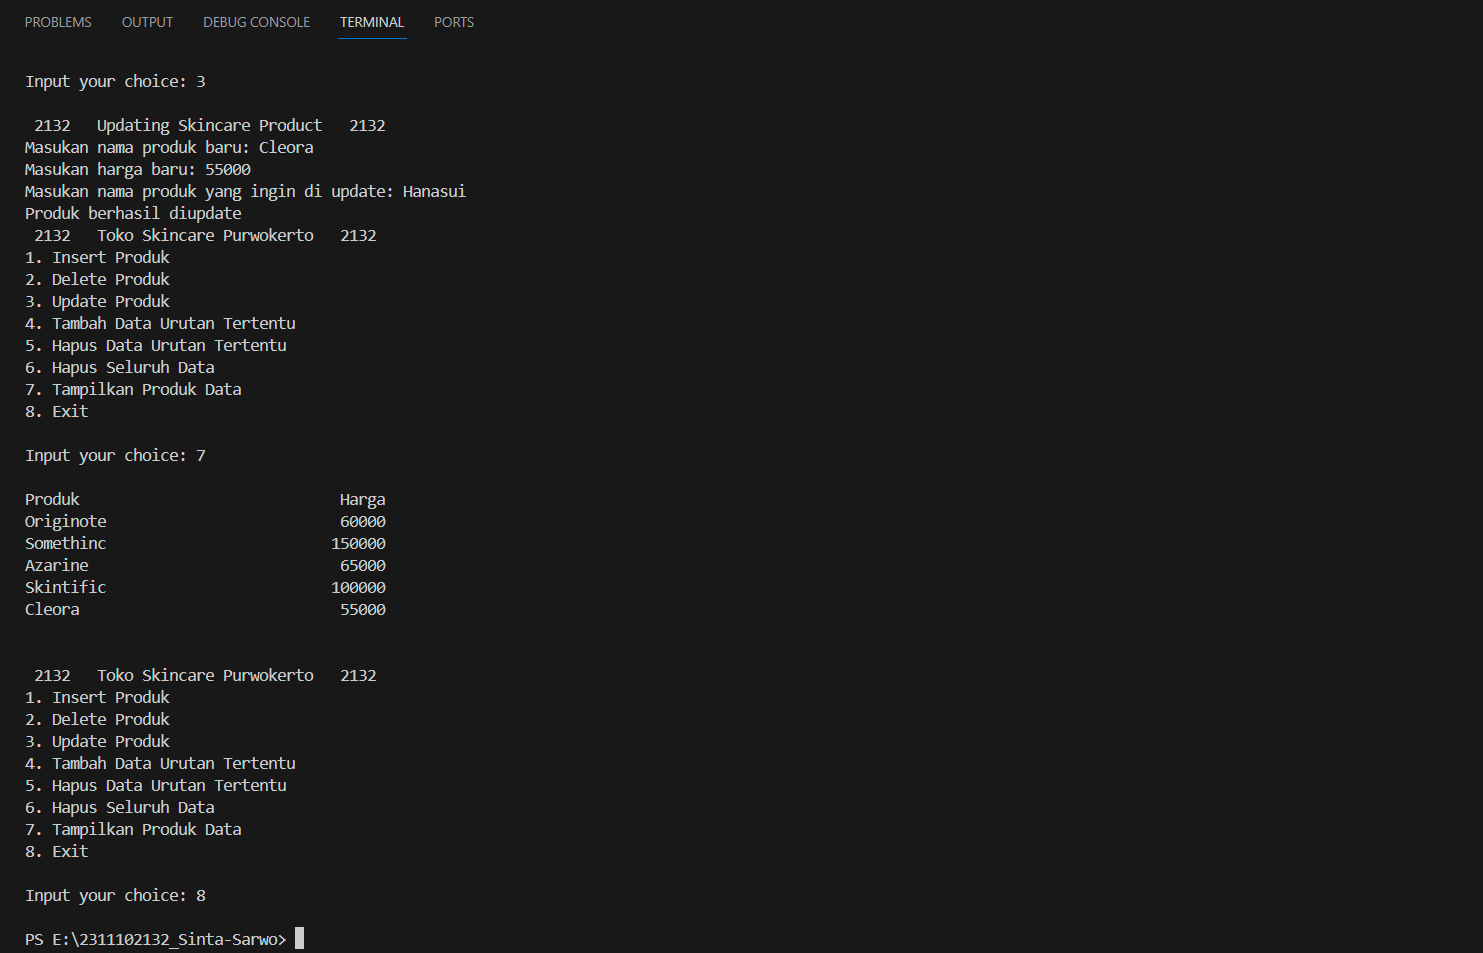 PROBLEMS OUTPUT DEBUG CONSOLE TERMINAL PORTS
Input your choice: 3
2132 Updating Skincare Product 2132
Masukan nama produk baru: Cleora
Masukan harga baru: 55000
Masukan nama produk yang ingin di update: Hanasui
Produk berhasil diupdate
2132 Toko Skincare Purwokerto 2132
1. Insert Produk
2. Delete Produk
3. Update Produk
4. Tambah Data Urutan Tertentu
5. Hapus Data Urutan Tertentu
6. Hapus Seluruh Data
7. Tampilkan Produk Data
8. Exit
Input your choice: 7
Produk Harga
Originote 60000
Somethinc 150000
Azarine 65000
Skintific 100000
Cleora 55000
2132 Toko Skincare Purwokerto 2132
1. Insert Produk
2. Delete Produk
3. Update Produk
4. Tambah Data Urutan Tertentu
5. Hapus Data Urutan Tertentu
6. Hapus Seluruh Data
7. Tampilkan Produk Data
8. Exit
Input your choice: 8
PS E:\2311102132_Sinta-Sarwo>